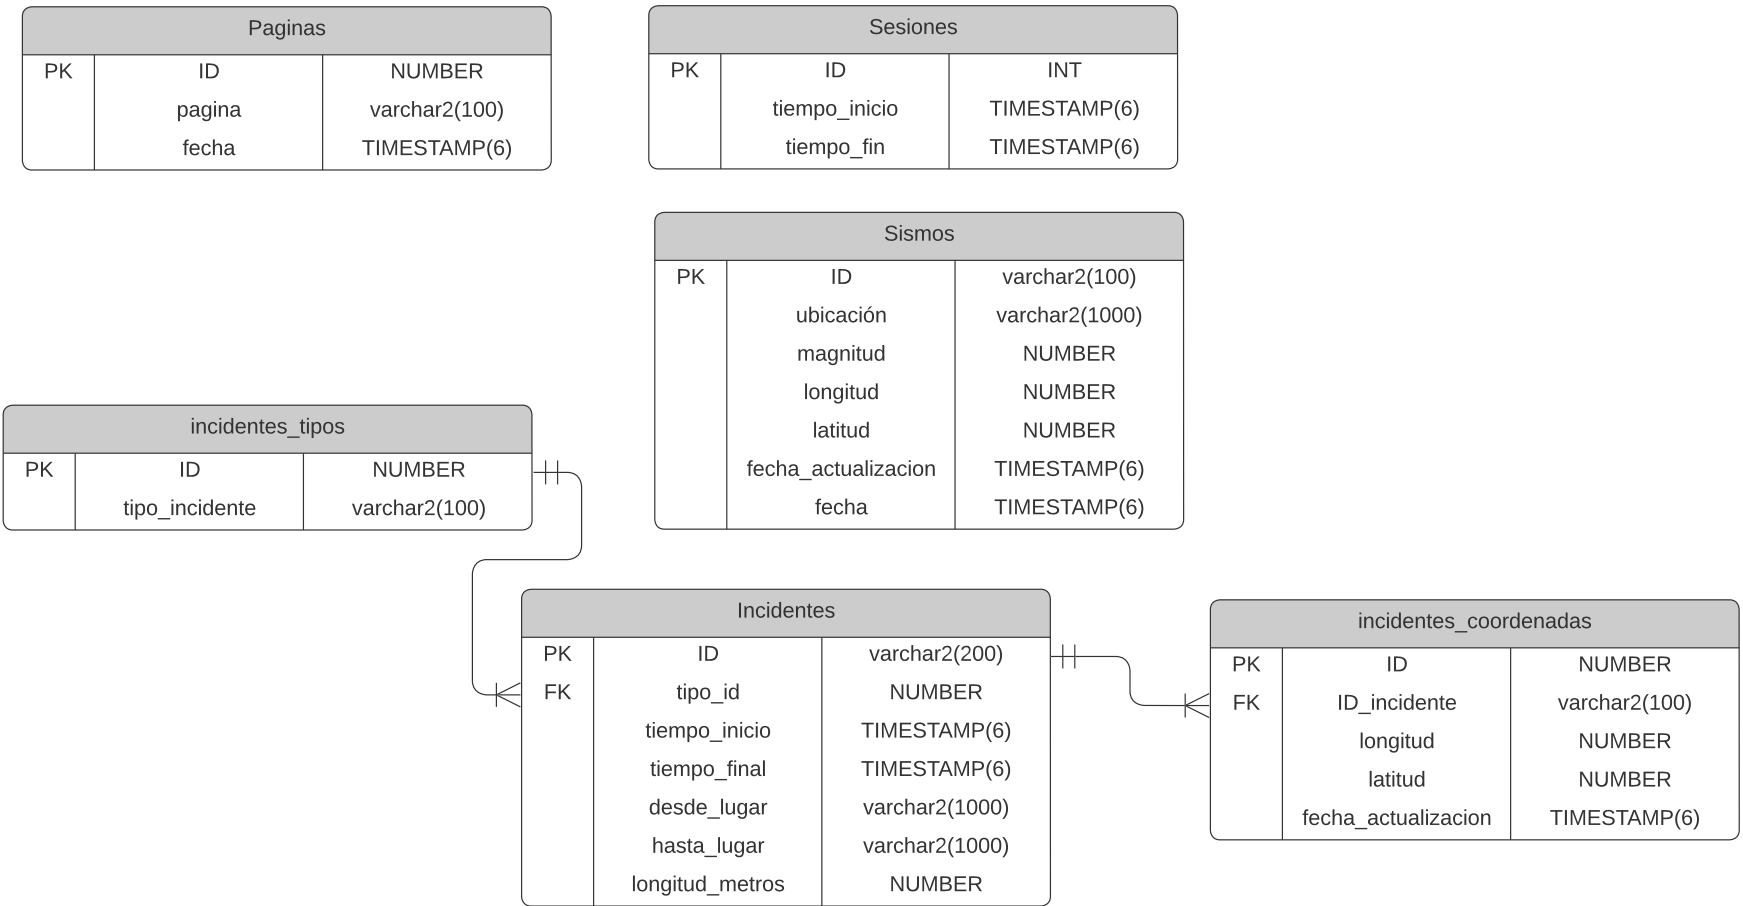 Paginas
PK ID NUMBER
pagina varchar2(100)
fecha TIMESTAMP(6)
Sesiones
PK ID INT
tiempo_inicio TIMESTAMP(6)
tiempo_fin TIMESTAMP(6)
Sismos
PK ID varchar2(100)
ubicación varchar2(1000)
magnitud NUMBER
longitud NUMBER
latitud NUMBER
fecha_actualizacion TIMESTAMP(6)
fecha TIMESTAMP(6)
incidentes_tipos
PK ID NUMBER
tipo_incidente varchar2(100)
Incidentes
PK ID varchar2(200)
FK tipo_id NUMBER
tiempo_inicio TIMESTAMP(6)
tiempo_final TIMESTAMP(6)
desde_lugar varchar2(1000)
hasta_lugar varchar2(1000)
longitud_metros NUMBER
incidentes_coordenadas
PK ID NUMBER
FK ID_incidente varchar2(100)
longitud NUMBER
latitud NUMBER
fecha_actualizacion TIMESTAMP(6)